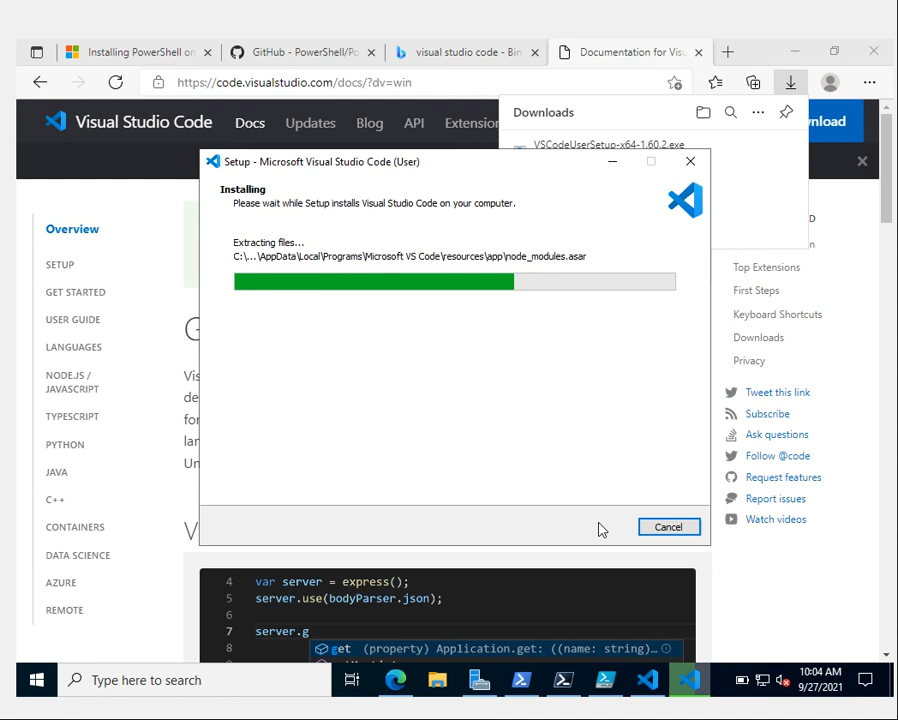 Installing PowerShell on
GitHub - PowerShell/Po
visual studio code - Bin
Documentation for Visu
https://code.visualstudio.com/docs/?dv=win
Visual Studio Code
Docs
Updates
Blog
API
Extension
Downloads
VSCodeUserSetup-x64-1.60.2.exe
nload
Setup - Microsoft Visual Studio Code (User)
Installing
Please wait while Setup installs Visual Studio Code on your computer.
Extracting files...
C:\...\AppData\Local\Programs\Microsoft VS Code\resources\app\node_modules.asar
Cancel
Overview
SETUP
GET STARTED
USER GUIDE
LANGUAGES
NODE.JS /
JAVASCRIPT
TYPESCRIPT
PYTHON
JAVA
C++
CONTAINERS
DATA SCIENCE
AZURE
REMOTE
G
Vis
de
for
lan
Un
V
D
n
Top Extensions
First Steps
Keyboard Shortcuts
Downloads
Privacy
Tweet this link
Subscribe
Ask questions
Follow @code
Request features
Report issues
Watch videos
4 var server = express();
5 server.use(bodyParser.json);
6
7 server.g
8 get (property) Application.get: ((name: string)...
Type here to search
10:04 AM
9/27/2021